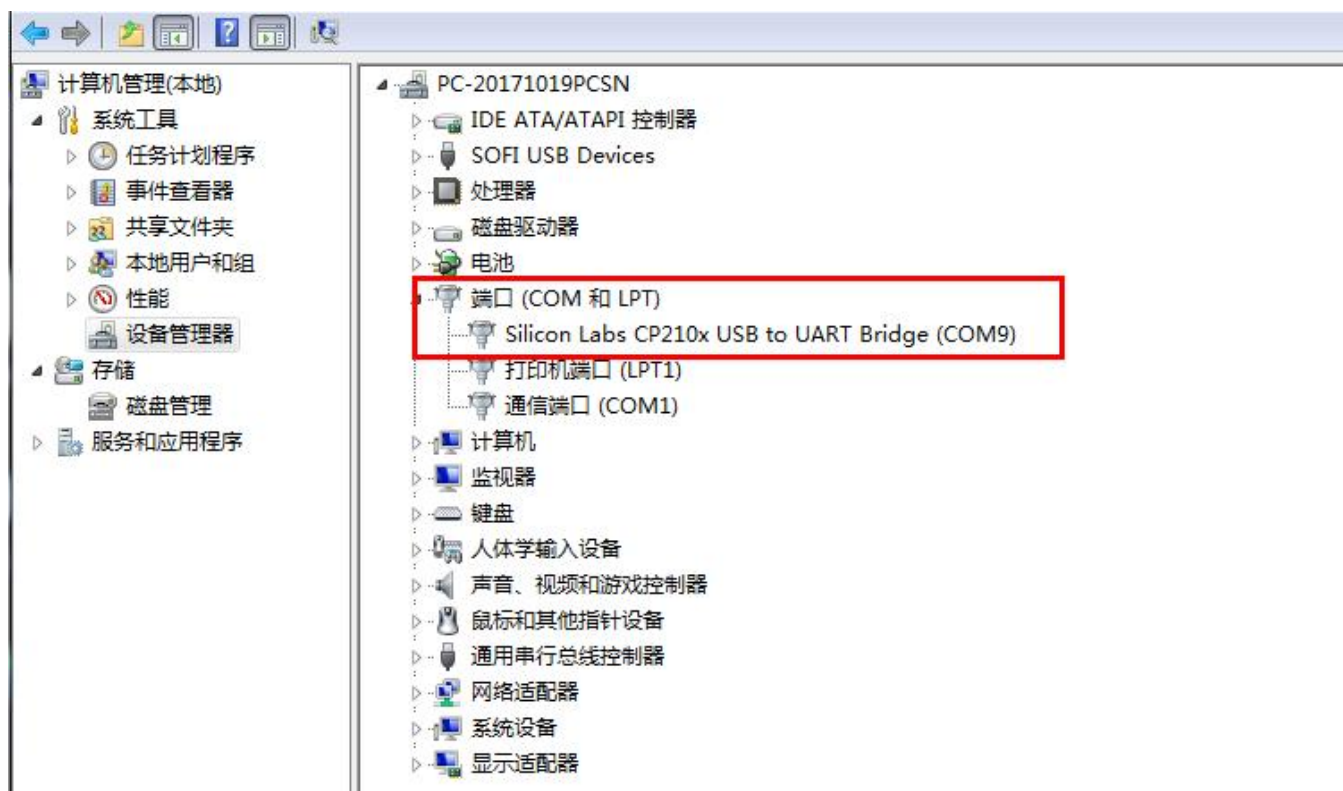 计算机管理(本地)
系统工具
任务计划程序
事件查看器
共享文件夹
本地用户和组
性能
设备管理器
存储
磁盘管理
服务和应用程序
PC-20171019PCSN
IDE ATA/ATAPI 控制器
SOFI USB Devices
处理器
磁盘驱动器
电池
端口 (COM 和 LPT)
Silicon Labs CP210x USB to UART Bridge (COM9)
打印机端口 (LPT1)
通信端口 (COM1)
计算机
监视器
键盘
人体学输入设备
声音、视频和游戏控制器
鼠标和其他指针设备
通用串行总线控制器
网络适配器
系统设备
显示适配器